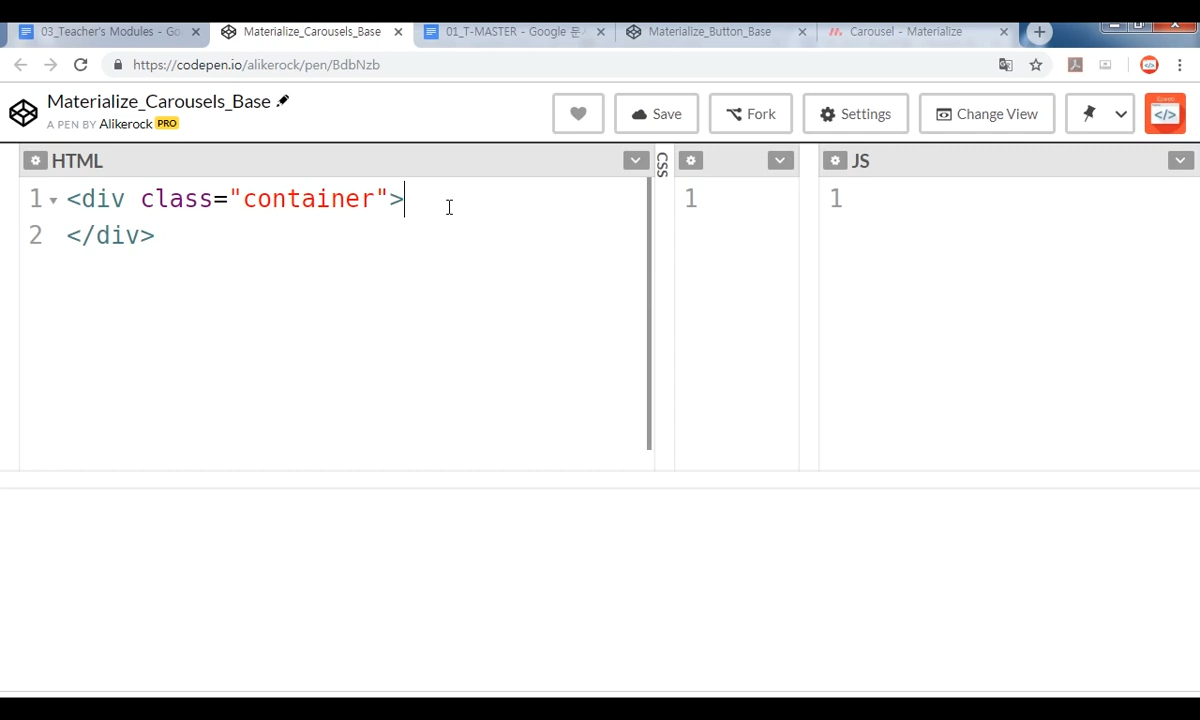 03_Teacher's Modules - Go
Materialize_Carousels_Base
01_T-MASTER - Google 문
Materialize_Button_Base
Carousel - Materialize
https://codepen.io/alikerock/pen/BdbNzb
Materialize_Carousels_Base
A PEN BY Alikerock PRO
Save
Fork
Settings
Change View
HTML
CSS
JS
1 <div class="container">
2 </div>
1
1